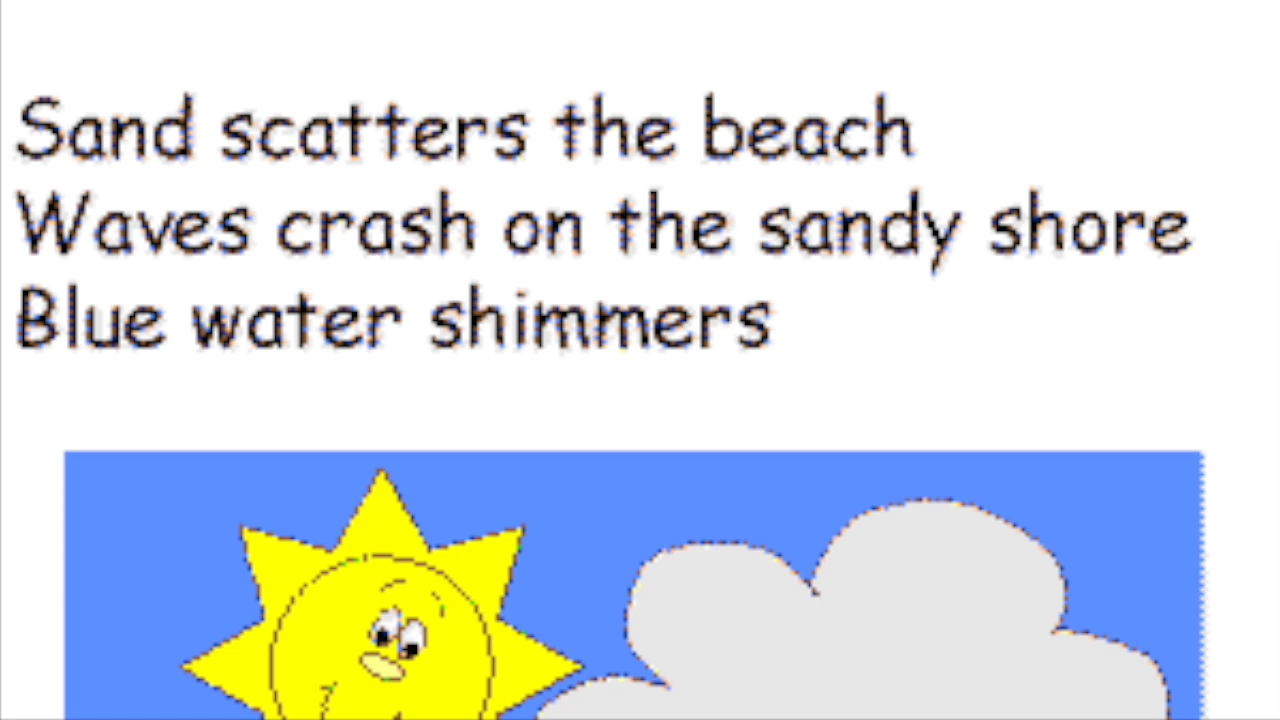 Sand scatters the beach
Waves crash on the sandy shore
Blue water shimmers